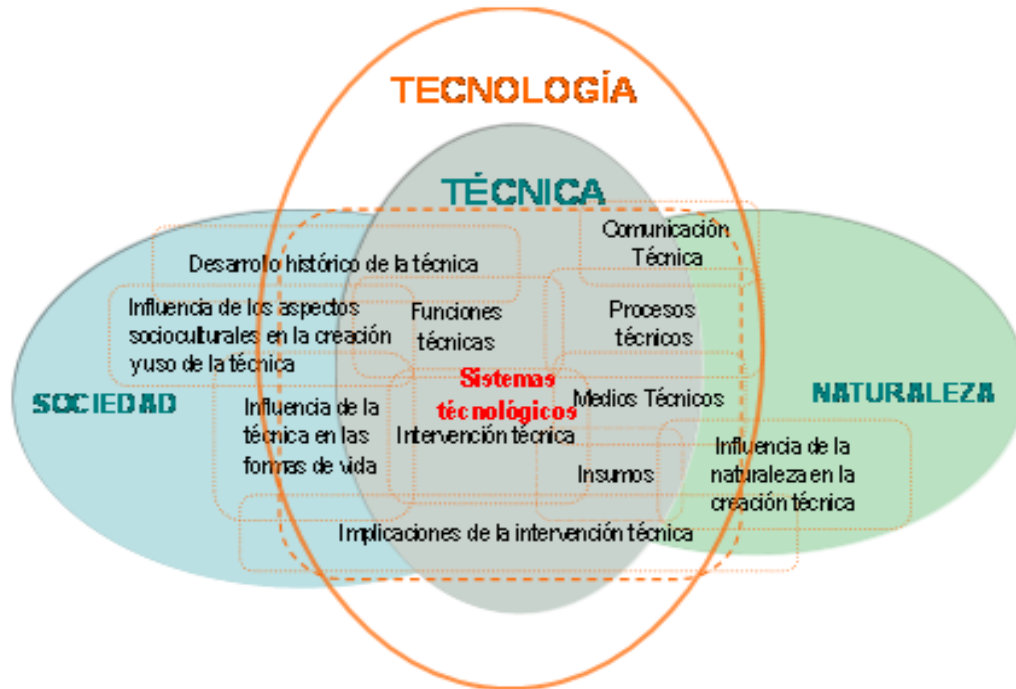 TECNOLOGÍA
TÉCNICA
Comunicación
Técnica
Desarrollo histórico de la técnica
Influencia de los aspectos
socioculturales en la creación
y uso de la técnica
Funciones
técnicas
Procesos
técnicos
SOCIEDAD
Sistemas
técnológicos
Medios Técnicos
NATURALEZA
Influencia de la
técnica en las
formas de vida
Intervención técnica
Insumos
Influencia de la
naturaleza en la
creación técnica
Implicaciones de la intervención técnica